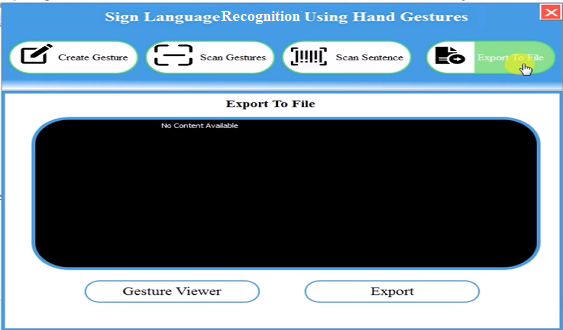 Sign LanguageRecognition Using Hand Gestures
Create Gesture
Scan Gestures
Scan Sentence
Export To File
Export To File
No Content Available
Gesture Viewer
Export